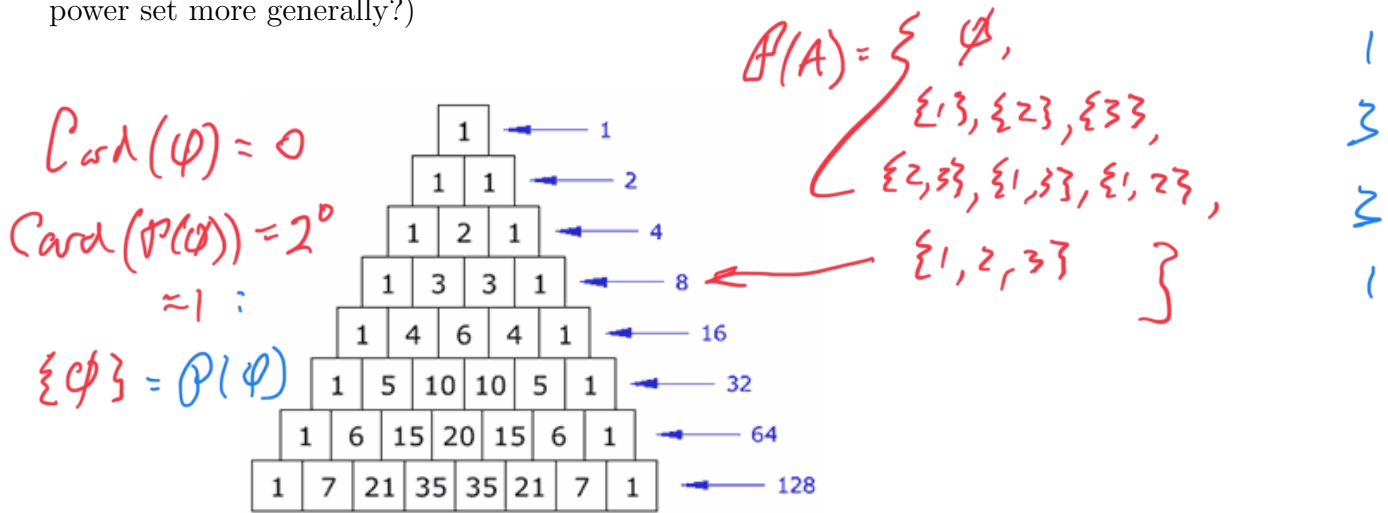 power set more generally?)
P(A) = { φ, 1
{1}, {2}, {3}, 3
{2,3}, {1,3}, {1,2}, 3
{1,2,3} } 1
Card(φ) = 0
Card(P(φ)) = 2⁰
≈1 :
{φ} = P(φ)
1 1
1 1 2
1 2 1 4
1 3 3 1 8
1 4 6 4 1 16
1 5 10 10 5 1 32
1 6 15 20 15 6 1 64
1 7 21 35 35 21 7 1 128